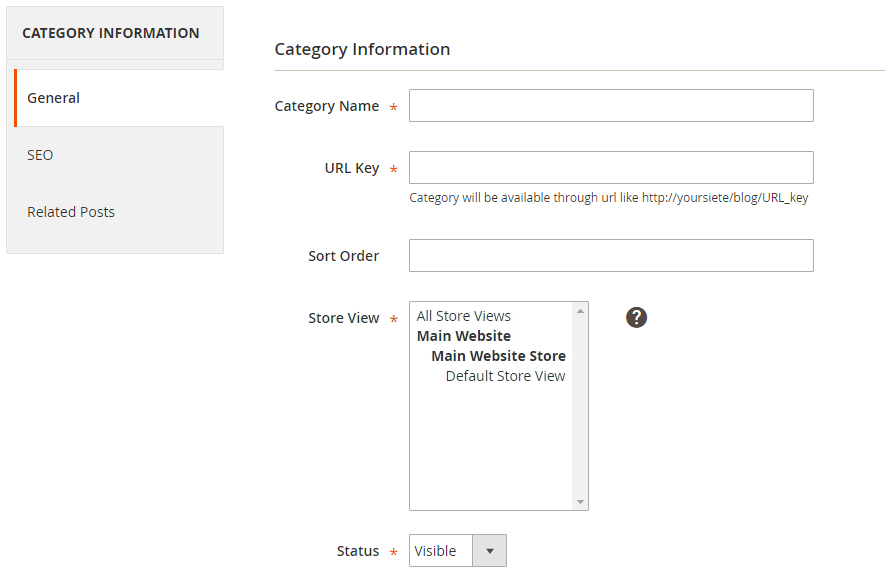 CATEGORY INFORMATION
General
SEO
Related Posts
Category Information
Category Name *
URL Key *
Category will be available through url like http://yoursiete/blog/URL_key
Sort Order
Store View *
All Store Views
Main Website
Main Website Store
Default Store View
?
Status *
Visible